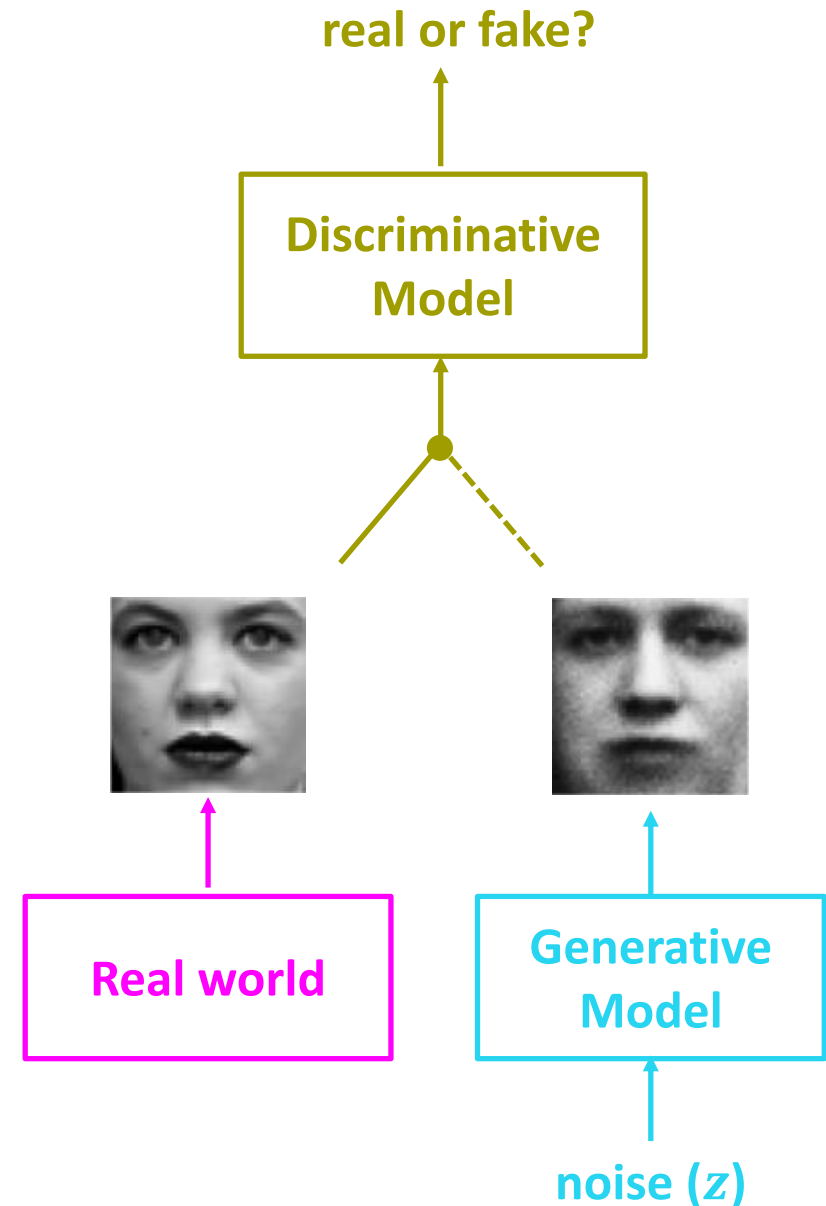 real or fake?
Discriminative
Model
Real world
Generative
Model
noise (z)